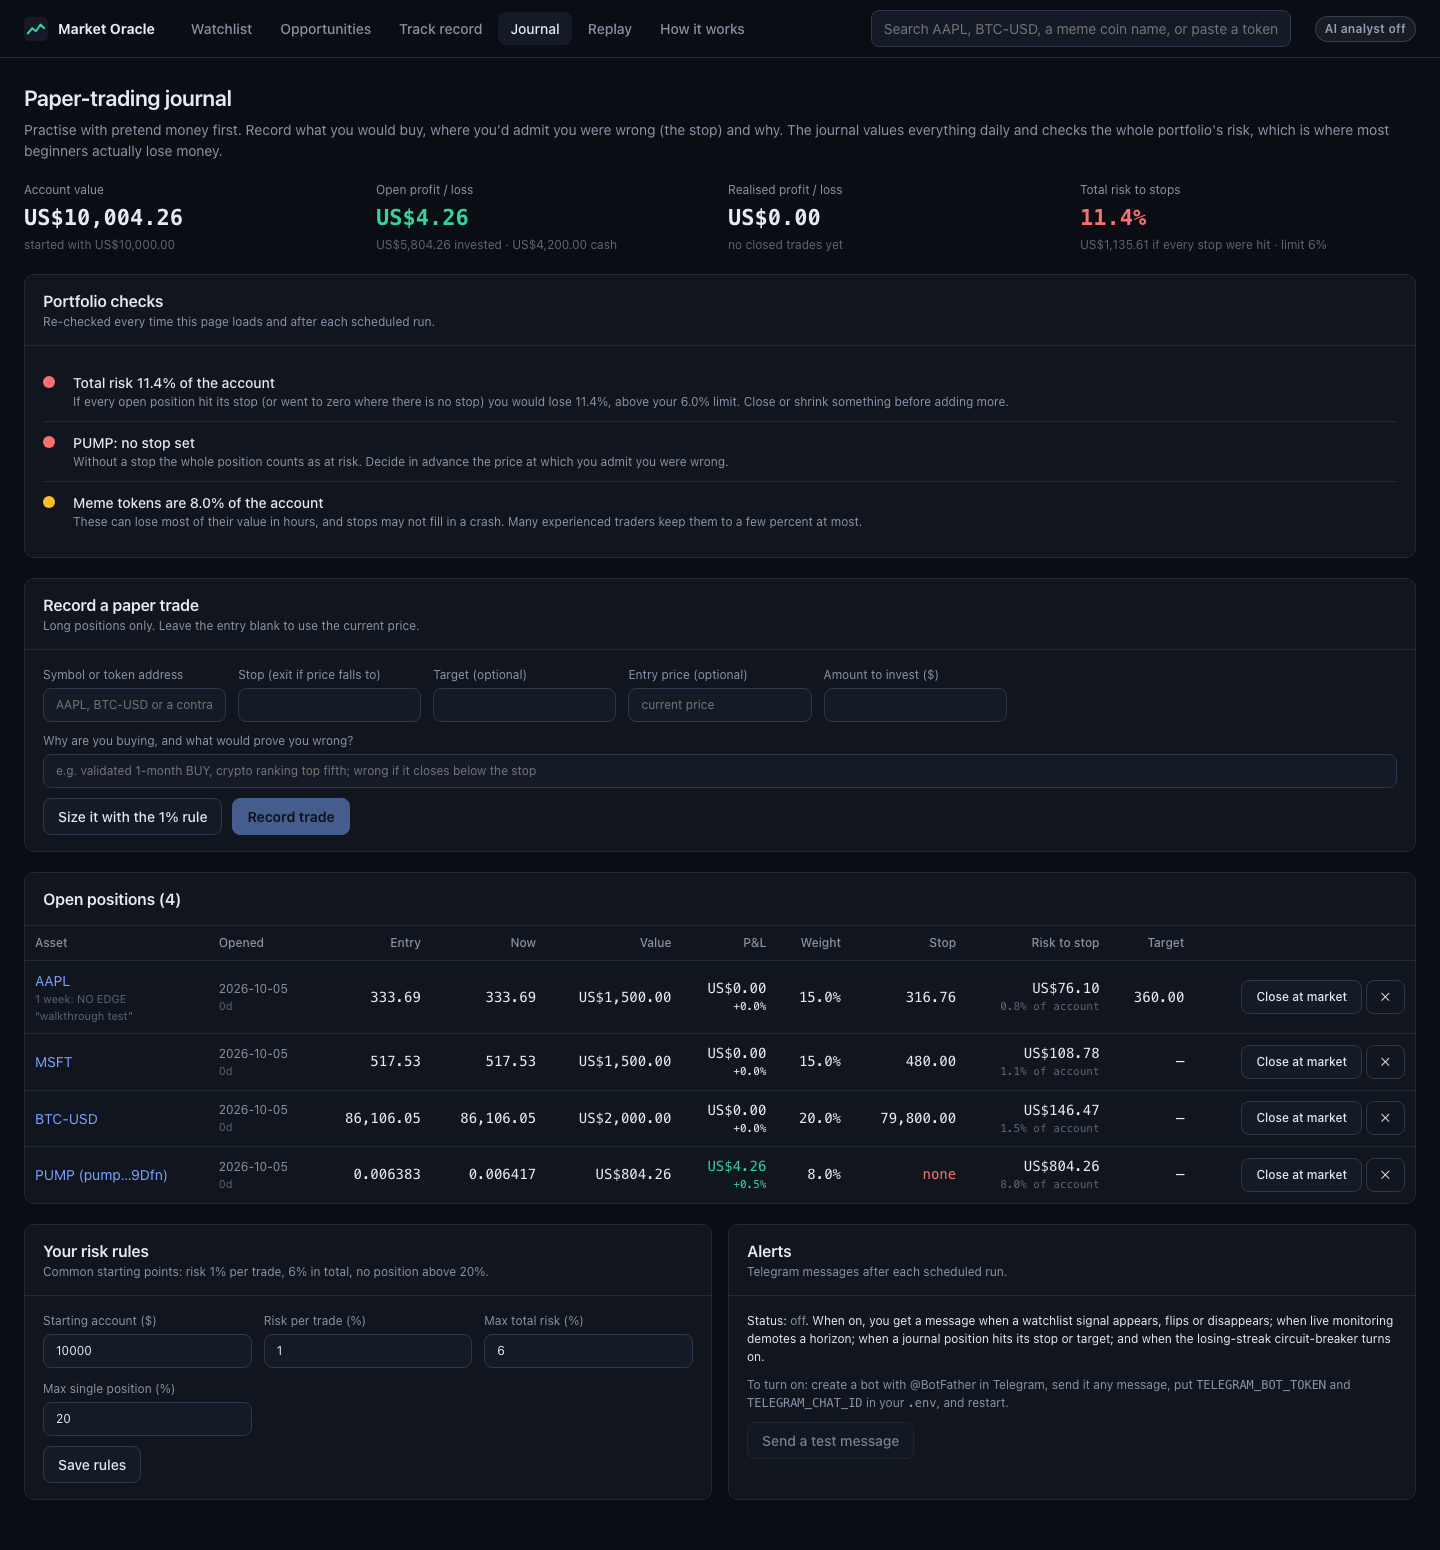 Market Oracle
Watchlist
Opportunities
Track record
Journal
Replay
How it works
Search AAPL, BTC-USD, a meme coin name, or paste a token
AI analyst off
Paper-trading journal
Practise with pretend money first. Record what you would buy, where you'd admit you were wrong (the stop) and why. The journal values everything daily and checks the whole portfolio's risk, which is where most
beginners actually lose money.
Account value
US$10,004.26
started with US$10,000.00
Open profit / loss
US$4.26
US$5,804.26 invested · US$4,200.00 cash
Realised profit / loss
US$0.00
no closed trades yet
Total risk to stops
11.4%
US$1,135.61 if every stop were hit · limit 6%
Portfolio checks
Re-checked every time this page loads and after each scheduled run.
Total risk 11.4% of the account
If every open position hit its stop (or went to zero where there is no stop) you would lose 11.4%, above your 6.0% limit. Close or shrink something before adding more.
PUMP: no stop set
Without a stop the whole position counts as at risk. Decide in advance the price at which you admit you were wrong.
Meme tokens are 8.0% of the account
These can lose most of their value in hours, and stops may not fill in a crash. Many experienced traders keep them to a few percent at most.
Record a paper trade
Long positions only. Leave the entry blank to use the current price.
Symbol or token address
Stop (exit if price falls to)
Target (optional)
Entry price (optional)
Amount to invest ($)
AAPL, BTC-USD or a contra
current price
Why are you buying, and what would prove you wrong?
e.g. validated 1-month BUY, crypto ranking top fifth; wrong if it closes below the stop
Size it with the 1% rule
Record trade
Open positions (4)
Asset Opened Entry Now Value P&L Weight Stop Risk to stop Target
AAPL
1 week: NO EDGE
"walkthrough test"
2026-10-05
0d
333.69
333.69
US$1,500.00
US$0.00
+0.0%
15.0%
316.76
US$76.10
0.8% of account
360.00
Close at market
×
MSFT
2026-10-05
0d
517.53
517.53
US$1,500.00
US$0.00
+0.0%
15.0%
480.00
US$108.78
1.1% of account
—
Close at market
×
BTC-USD
2026-10-05
0d
86,106.05
86,106.05
US$2,000.00
US$0.00
+0.0%
20.0%
79,800.00
US$146.47
1.5% of account
—
Close at market
×
PUMP (pump…9Dfn)
2026-10-05
0d
0.006383
0.006417
US$804.26
US$4.26
+0.5%
8.0%
none
US$804.26
8.0% of account
—
Close at market
×
Your risk rules
Common starting points: risk 1% per trade, 6% in total, no position above 20%.
Starting account ($)
Risk per trade (%)
Max total risk (%)
10000
1
6
Max single position (%)
20
Save rules
Alerts
Telegram messages after each scheduled run.
Status: off. When on, you get a message when a watchlist signal appears, flips or disappears; when live monitoring
demotes a horizon; when a journal position hits its stop or target; and when the losing-streak circuit-breaker turns
on.
To turn on: create a bot with @BotFather in Telegram, send it any message, put TELEGRAM_BOT_TOKEN and
TELEGRAM_CHAT_ID in your .env, and restart.
Send a test message